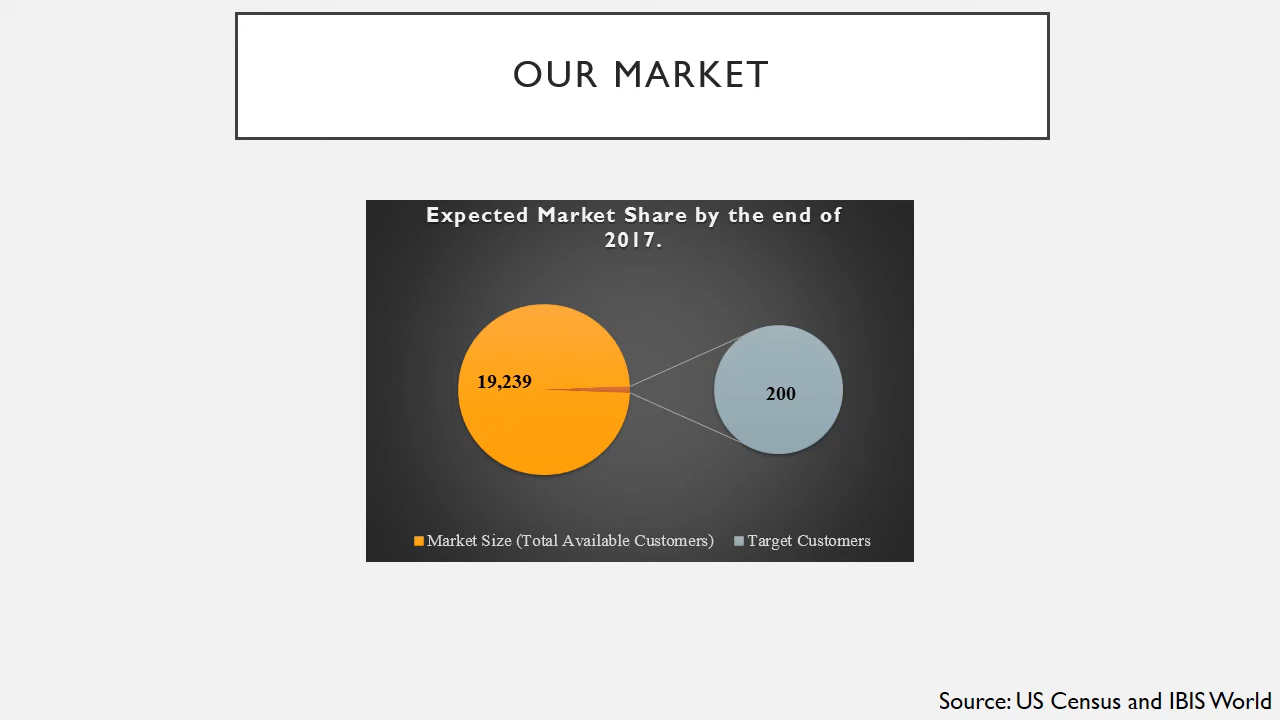 OUR MARKET
Expected Market Share by the end of
2017.
19,239
200
Market Size (Total Available Customers) Target Customers
Source: US Census and IBIS World